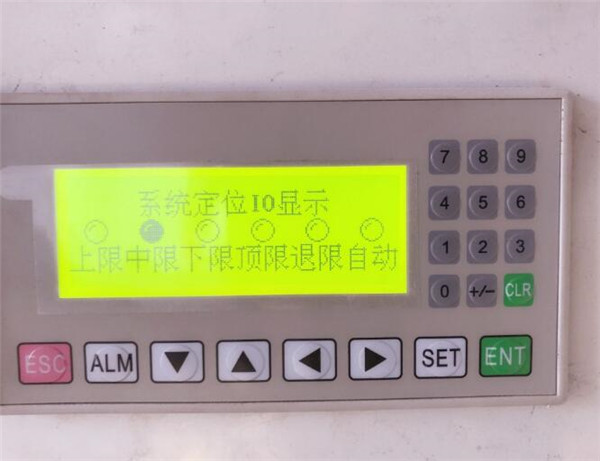 系统定位IO显示
上限中限下限顶限退限自动
7 8 9
4 5 6
1 2 3
0 +/- CLR
ESC ALM SET ENT